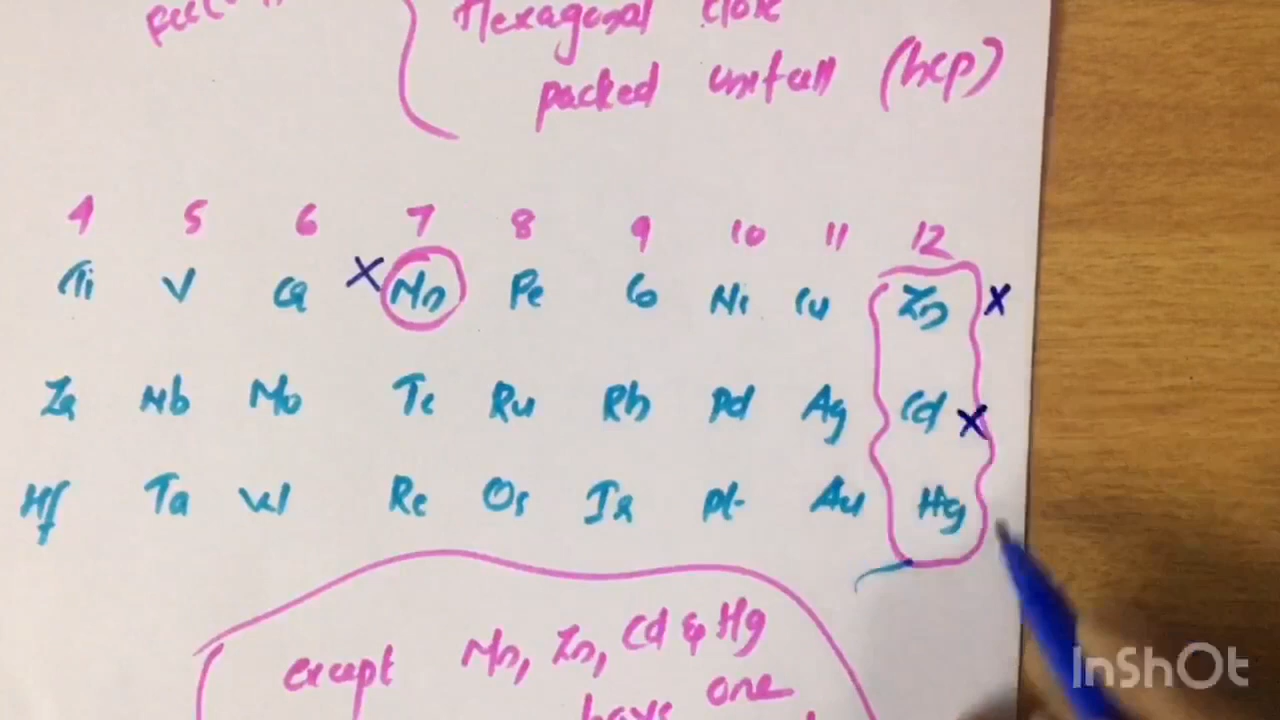 Hexagonal close
packed unitcell (hcp)
4 5 6 7 8 9 10 11 12
Ti V Cr X Mn Fe Co Ni Cu Zn X
Zr Nb Mo Tc Ru Rh Pd Ag Cd X
Hf Ta W Re Os Ir Pt Au Hg
except Mn, Zn, Cd & Hg
have one
InShOt